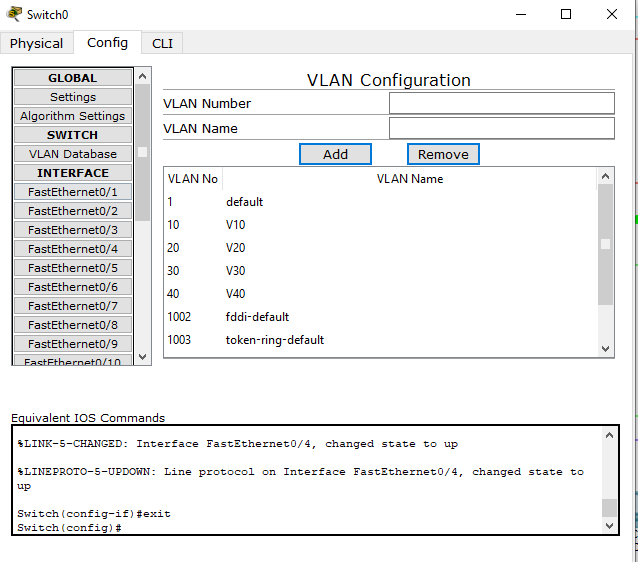 Switch0
Physical
Config
CLI
GLOBAL
Settings
Algorithm Settings
SWITCH
VLAN Database
INTERFACE
FastEthernet0/1
FastEthernet0/2
FastEthernet0/3
FastEthernet0/4
FastEthernet0/5
FastEthernet0/6
FastEthernet0/7
FastEthernet0/8
FastEthernet0/9
FastEthernet0/10
VLAN Configuration
VLAN Number
VLAN Name
Add
Remove
VLAN No VLAN Name
1 default
10 V10
20 V20
30 V30
40 V40
1002 fddi-default
1003 token-ring-default
Equivalent IOS Commands
%LINK-5-CHANGED: Interface FastEthernet0/4, changed state to up
%LINEPROTO-5-UPDOWN: Line protocol on Interface FastEthernet0/4, changed state to
up
Switch(config-if)#exit
Switch(config)#